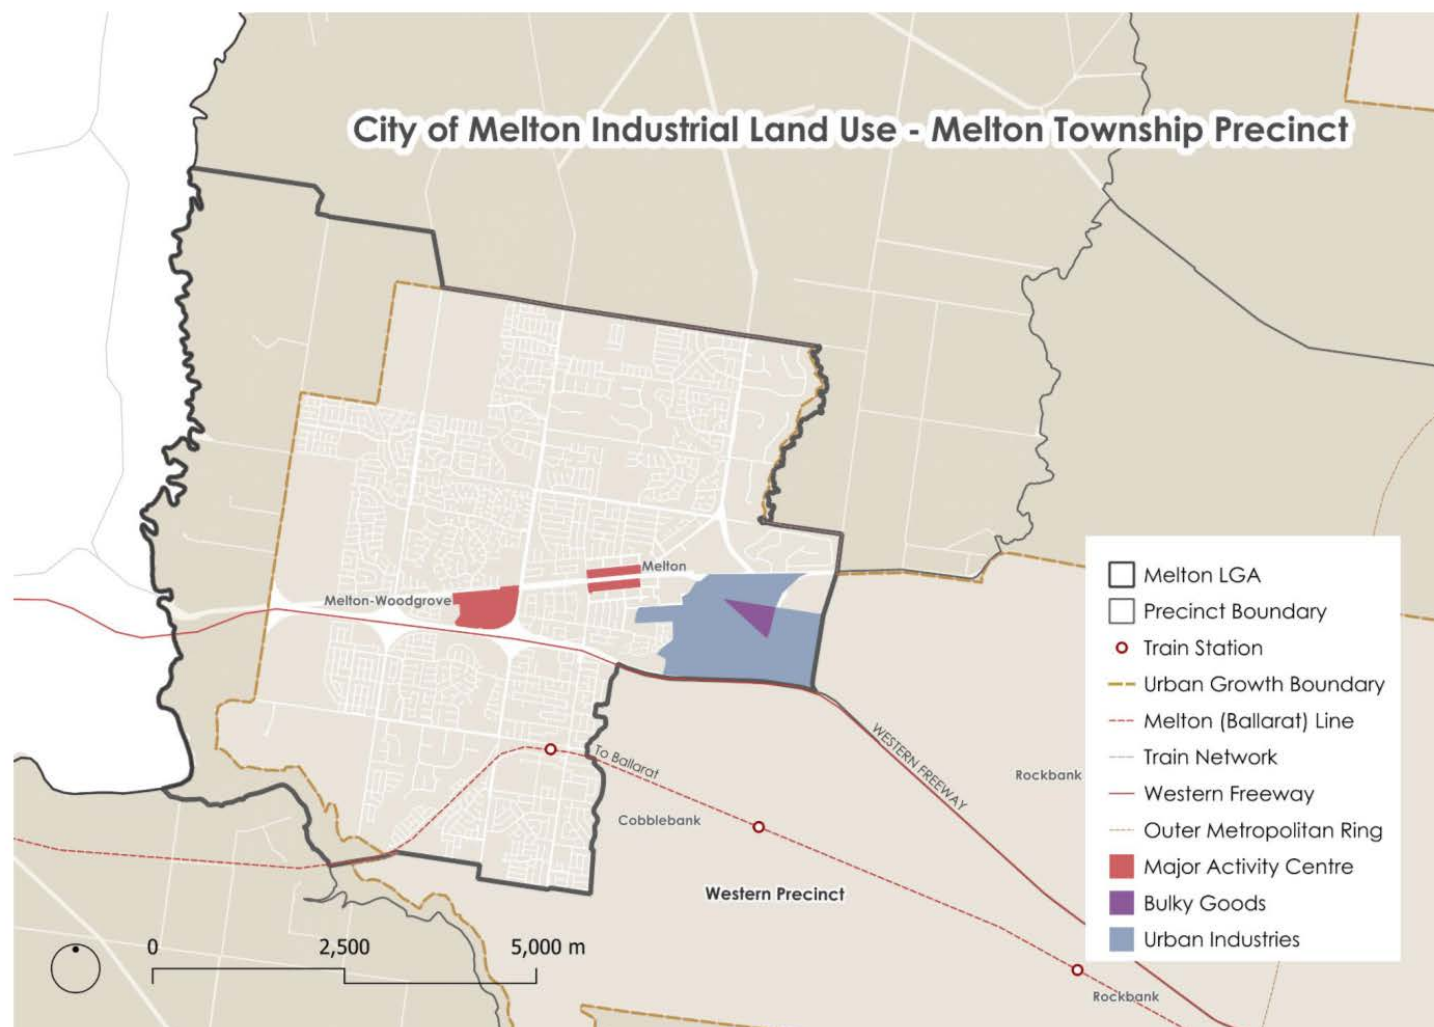 City of Melton Industrial Land Use - Melton Township Precinct
Melton
Melton-Woodgrove
To Ballarat
WESTERN FREEWAY
Rockbank
Cobblebank
Western Precinct
Rockbank
0 2,500 5,000 m
Melton LGA
Precinct Boundary
Train Station
Urban Growth Boundary
Melton (Ballarat) Line
Train Network
Western Freeway
Outer Metropolitan Ring
Major Activity Centre
Bulky Goods
Urban Industries